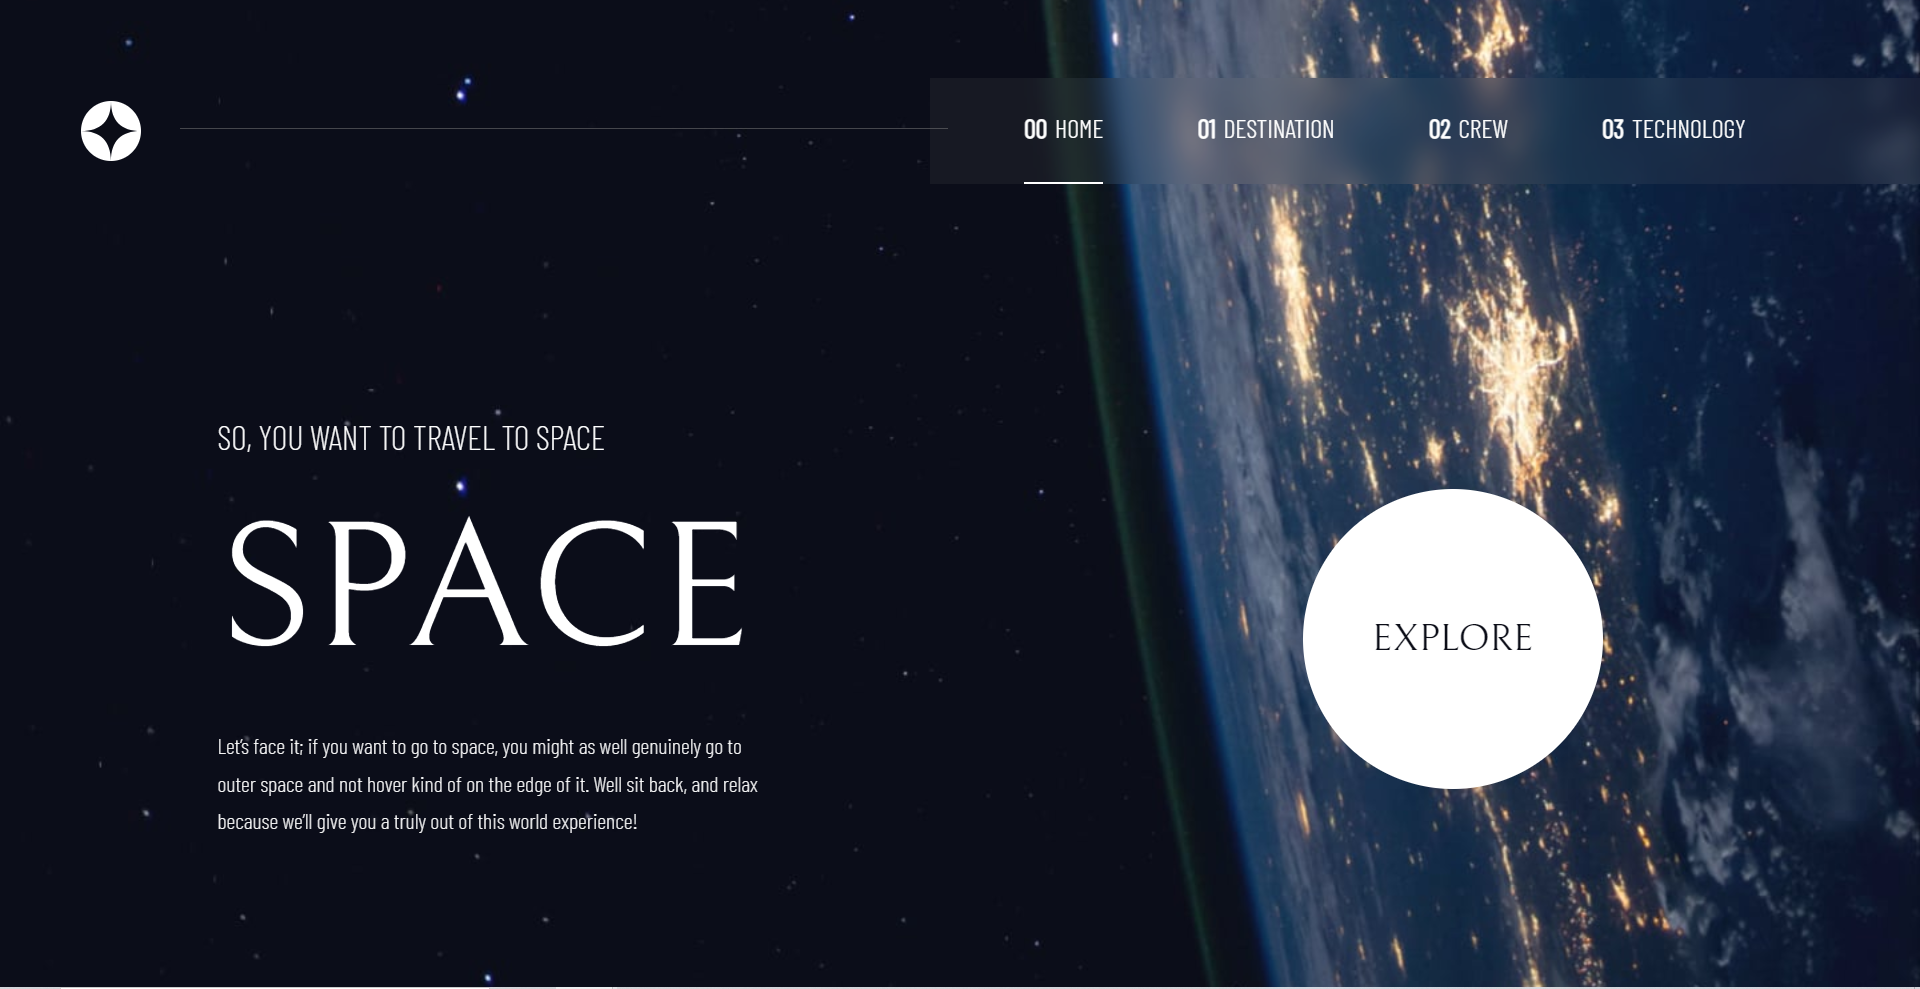 00 HOME 01 DESTINATION 02 CREW 03 TECHNOLOGY
SO, YOU WANT TO TRAVEL TO SPACE
SPACE
EXPLORE
Let’s face it; if you want to go to space, you might as well genuinely go to
outer space and not hover kind of on the edge of it. Well sit back, and relax
because we’ll give you a truly out of this world experience!